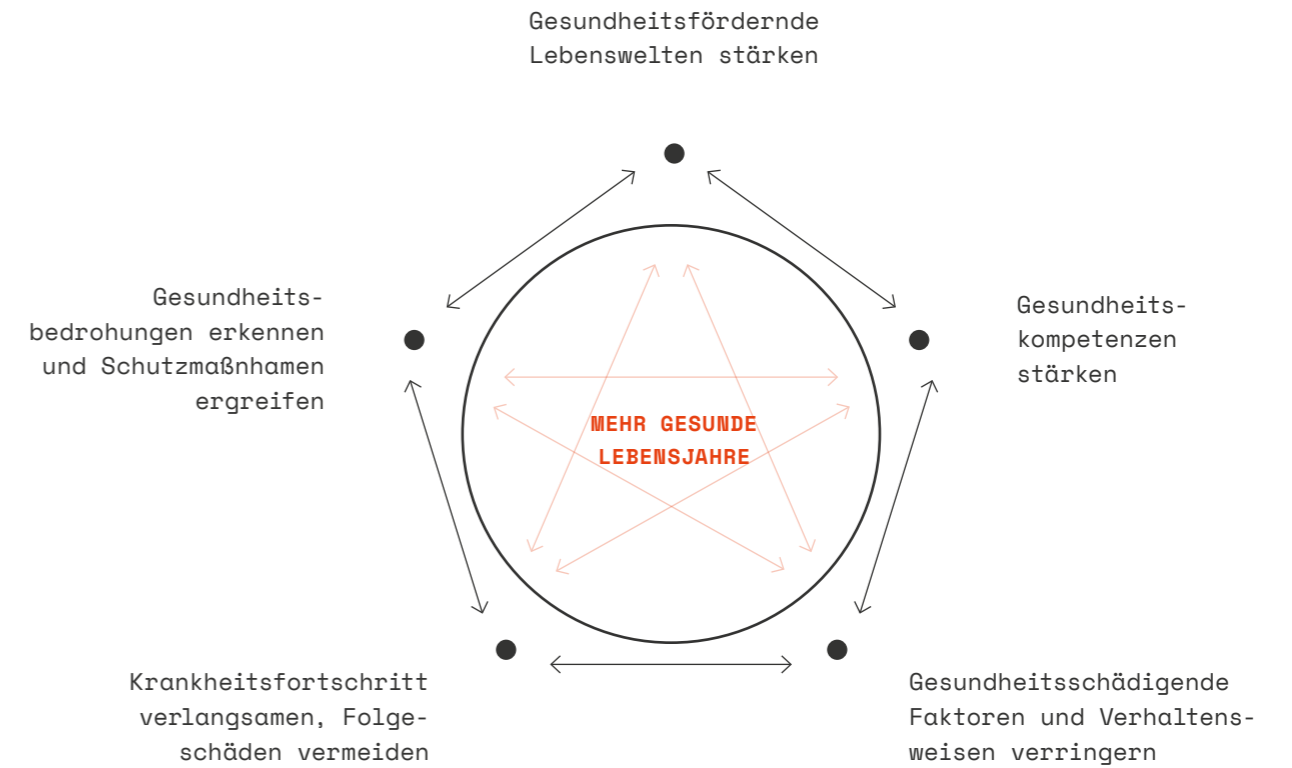 Gesundheitsfördernde
Lebenswelten stärken
Gesundheits-
bedrohungen erkennen
und Schutzmaßnhamen
ergreifen
Gesundheits-
kompetenzen
stärken
MEHR GESUNDE
LEBENSJAHRE
Krankheitsfortschritt
verlangsamen, Folge-
schäden vermeiden
Gesundheitsschädigende
Faktoren und Verhaltens-
weisen verringern